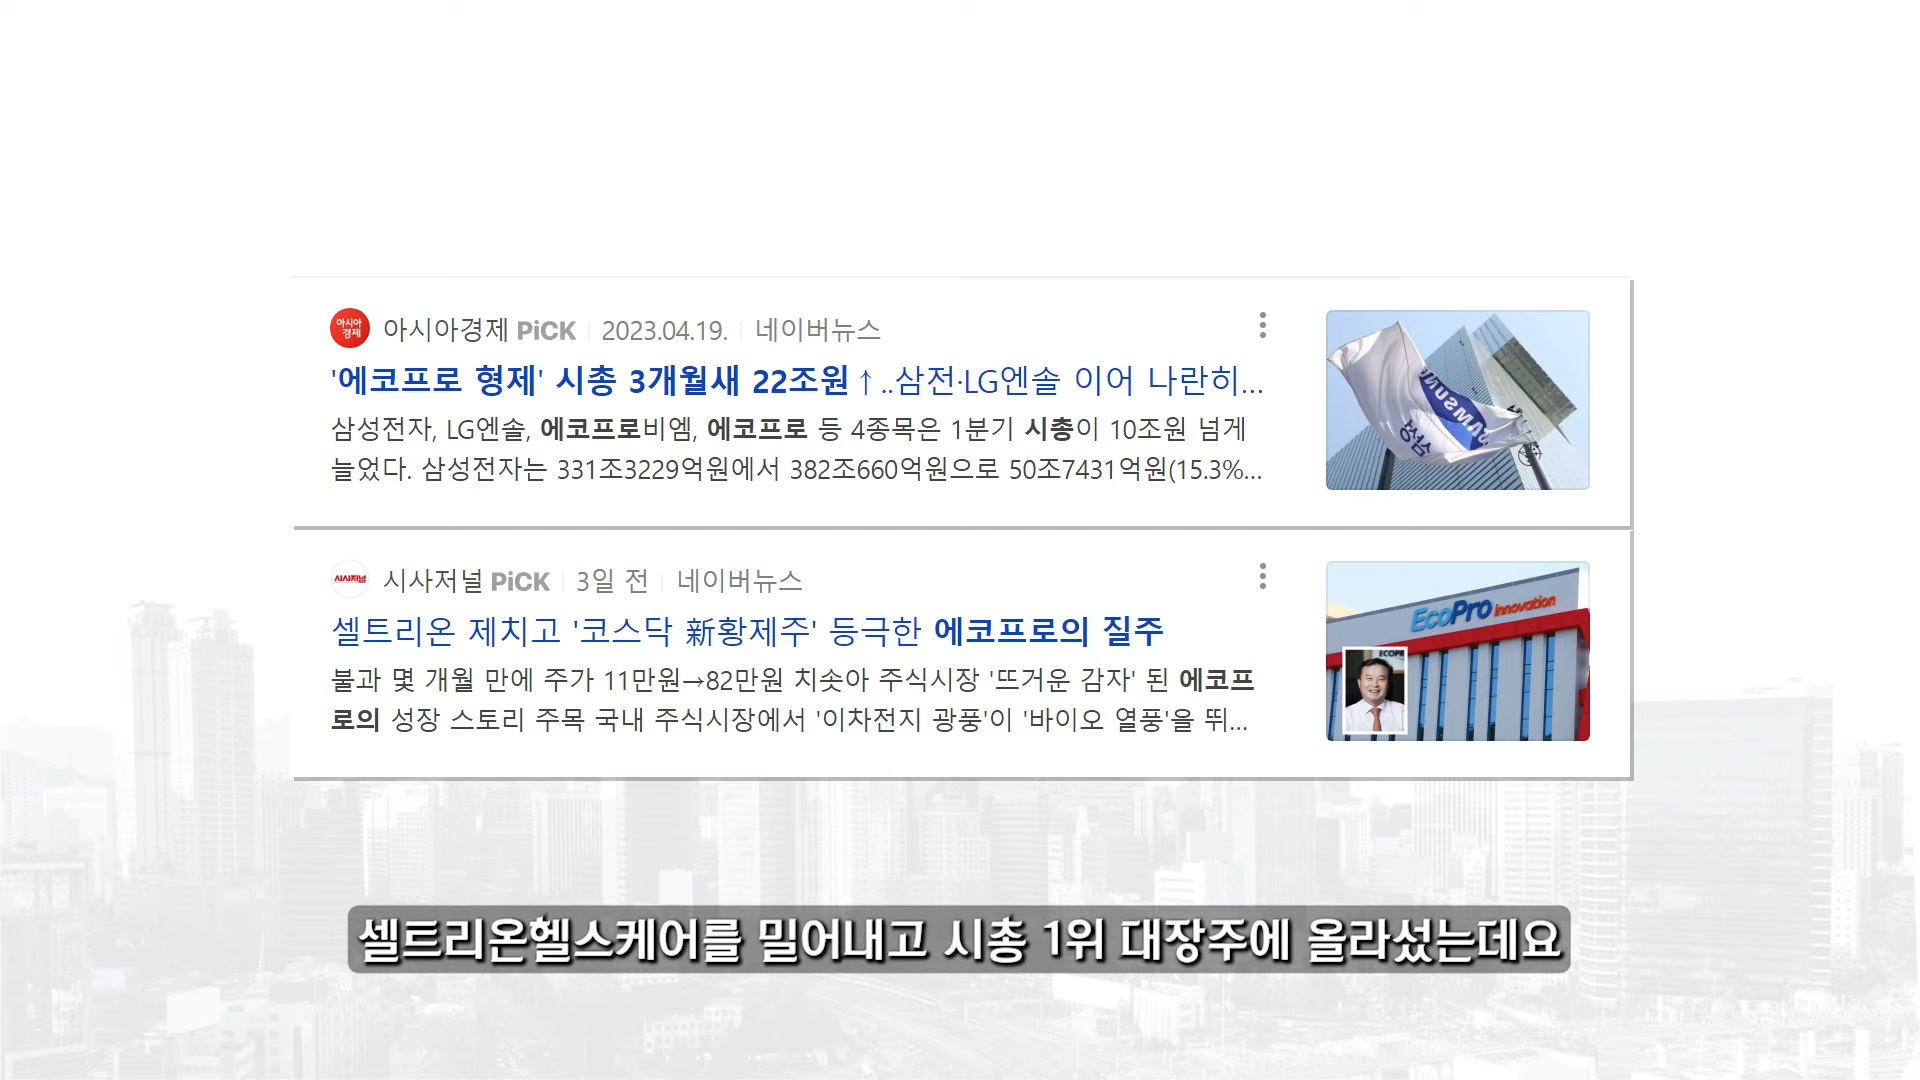 아시아
경제
아시아경제 PiCK 2023.04.19. 네이버뉴스
'에코프로 형제' 시총 3개월새 22조원↑..삼전·LG엔솔 이어 나란히...
삼성전자, LG엔솔, 에코프로비엠, 에코프로 등 4종목은 1분기 시총이 10조원 넘게
늘었다. 삼성전자는 331조3229억원에서 382조660억원으로 50조7431억원(15.3%...
SAMSUNG
삼성
시사저널
시사저널 PiCK 3일 전 네이버뉴스
셀트리온 제치고 '코스닥 新황제주' 등극한 에코프로의 질주
불과 몇 개월 만에 주가 11만원→82만원 치솟아 주식시장 '뜨거운 감자' 된 에코프
로의 성장 스토리 주목 국내 주식시장에서 '이차전지 광풍'이 '바이오 열풍'을 뛰...
EcoPro Innovation
셀트리온헬스케어를 밀어내고 시총 1위 대장주에 올라섰는데요